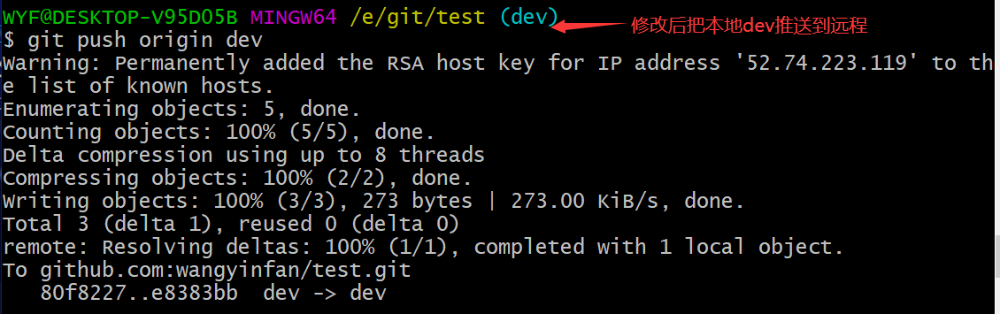 WYF@DESKTOP-V95DO5B MINGW64 /e/git/test (dev)
修改后把本地dev推送到远程
$ git push origin dev
Warning: Permanently added the RSA host key for IP address '52.74.223.119' to th
e list of known hosts.
Enumerating objects: 5, done.
Counting objects: 100% (5/5), done.
Delta compression using up to 8 threads
Compressing objects: 100% (2/2), done.
Writing objects: 100% (3/3), 273 bytes | 273.00 KiB/s, done.
Total 3 (delta 1), reused 0 (delta 0)
remote: Resolving deltas: 100% (1/1), completed with 1 local object.
To github.com:wangyinfan/test.git
80f8227..e8383bb  dev -> dev